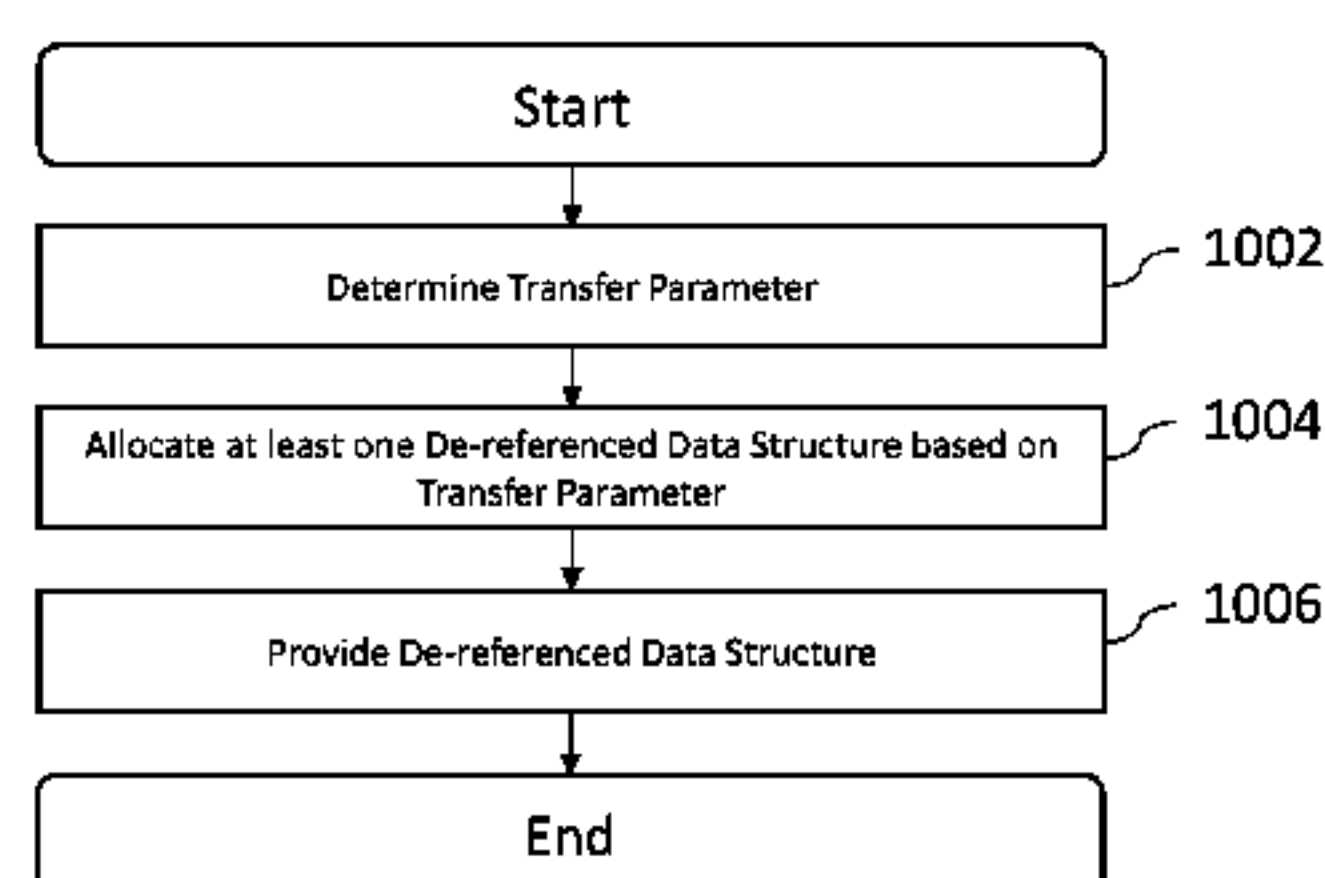 Start
Determine Transfer Parameter
1002
Allocate at least one De-referenced Data Structure based on
Transfer Parameter
1004
Provide De-referenced Data Structure
1006
End